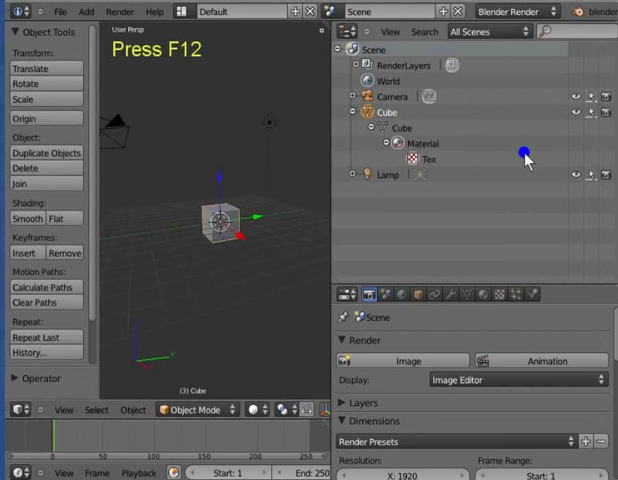 File Add Render Help Default Scene Blender Render blender
Object Tools
Transform:
Translate
Rotate
Scale
Origin
Object:
Duplicate Objects
Delete
Join
Shading:
Smooth Flat
Keyframes:
Insert Remove
Motion Paths:
Calculate Paths
Clear Paths
Repeat:
Repeat Last
History...
Operator
User Persp
Press F12
(3) Cube
View Select Object Object Mode
0 50 100 150 200 250
View Frame Playback Start: 1 End: 250
View Search All Scenes
Scene
RenderLayers
World
Camera
Cube
Cube
Material
Tex
Lamp
Scene
Render
Image Animation
Display: Image Editor
Layers
Dimensions
Render Presets
Resolution: Frame Range:
X: 1920 Start: 1